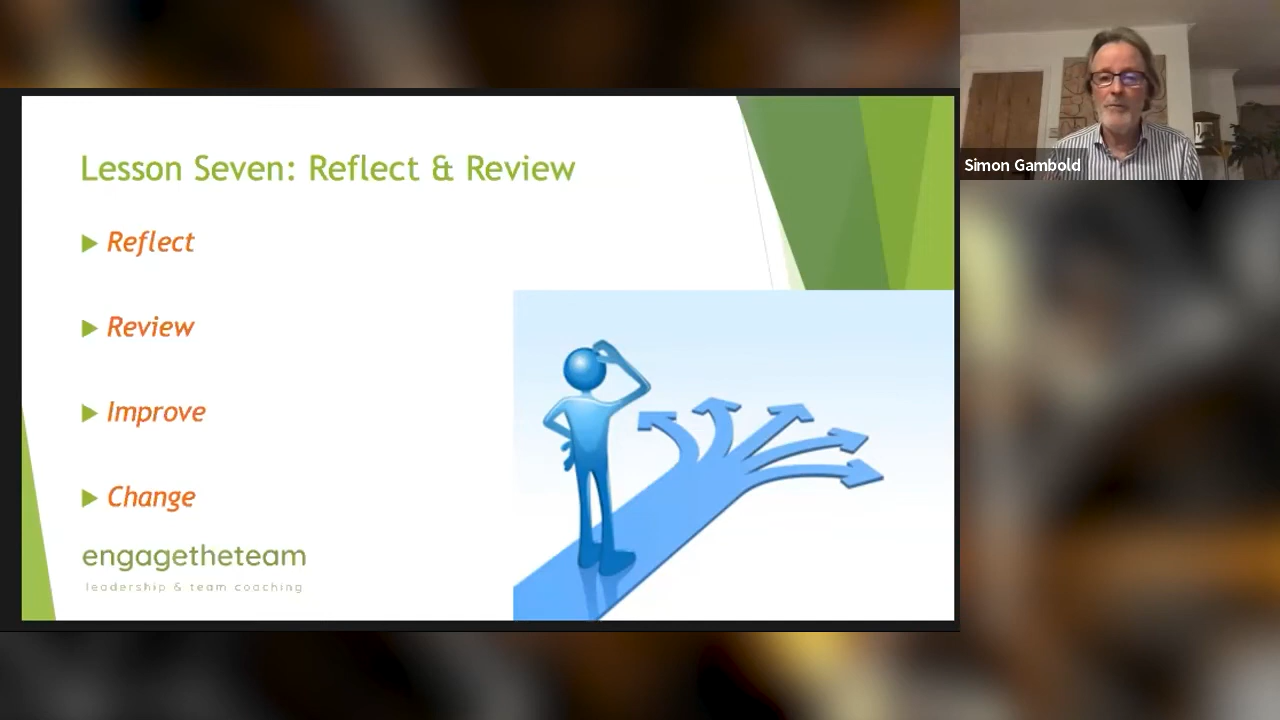 Lesson Seven: Reflect & Review
Reflect
Review
Improve
Change
engagetheteam
leadership & team coaching
Simon Gambold